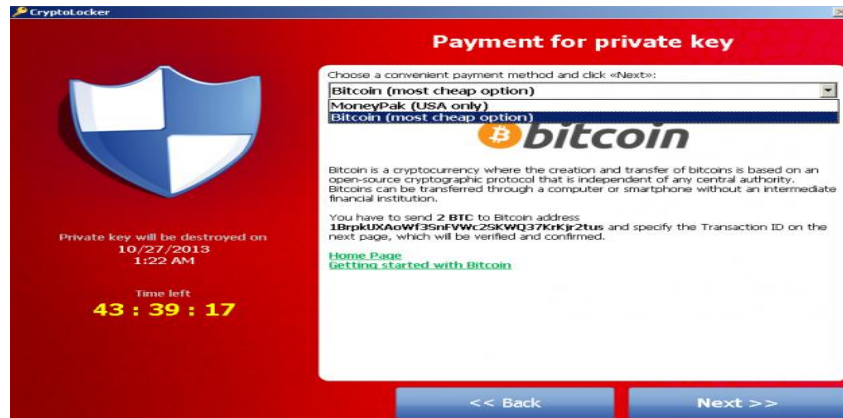 CryptoLocker
Payment for private key
Choose a convenient payment method and click «Next»:
Bitcoin (most cheap option)
MoneyPak (USA only)
Bitcoin (most cheap option)
bitcoin
Bitcoin is a cryptocurrency where the creation and transfer of bitcoins is based on an
open-source cryptographic protocol that is independent of any central authority.
Bitcoins can be transferred through a computer or smartphone without an intermediate
financial institution.
You have to send 2 BTC to Bitcoin address
1BrpkUXAoWf3SnFVWc2SKWQ37KrKjr2tus and specify the Transaction ID on the
next page, which will be verified and confirmed.
Home Page
Getting started with Bitcoin
Private key will be destroyed on
10/27/2013
1:22 AM
Time left
43 : 39 : 17
<< Back
Next >>